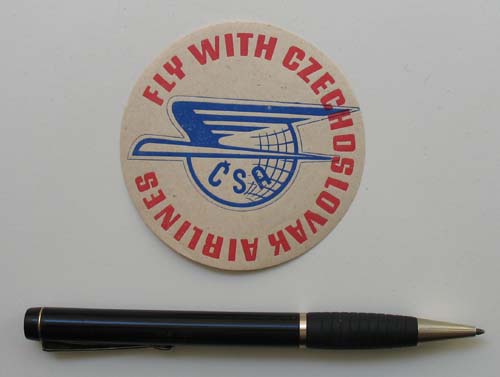 FLY WITH CZECHOSLOVAK AIRLINES
ČSA